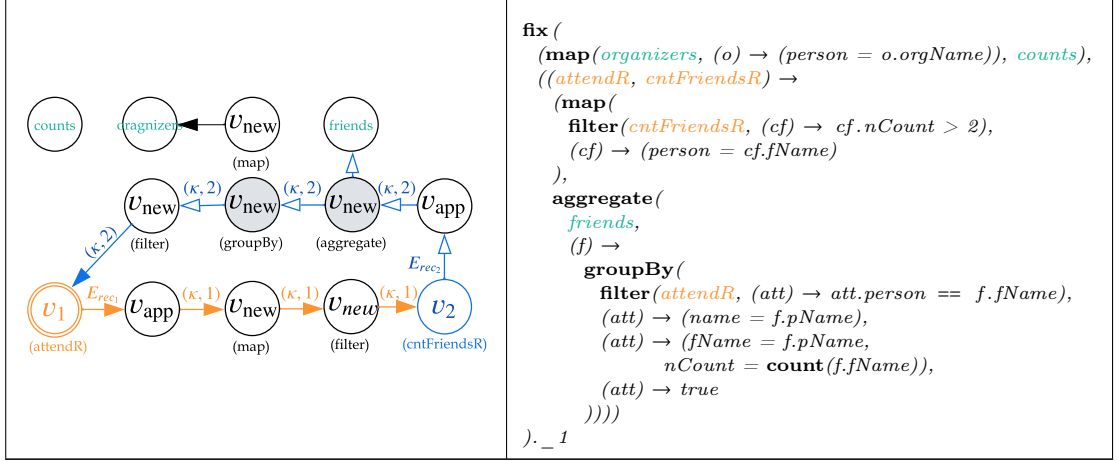 counts
oragnizers
v_new
friends
(map)
(κ, 2)
(κ, 2)
(κ, 2)
v_new
v_new
v_new
v_app
(filter)
(groupBy)
(aggregate)
(κ, 2)
E_rec₂
E_rec₁
(κ, 1)
(κ, 1)
(κ, 1)
v_1
v_app
v_new
v_new
v_2
(attendR)
(map)
(filter)
(cntFriendsR)
fix (
(map(organizers, (o) → (person = o.orgName)), counts),
((attendR, cntFriendsR) →
(map(
filter(cntFriendsR, (cf) → cf.nCount > 2),
(cf) → (person = cf.fName)
),
aggregate(
friends,
(f) →
groupBy(
filter(attendR, (att) → att.person == f.fName),
(att) → (name = f.pName),
(att) → (fName = f.pName,
nCount = count(f.fName)),
(att) → true
))))
)._1